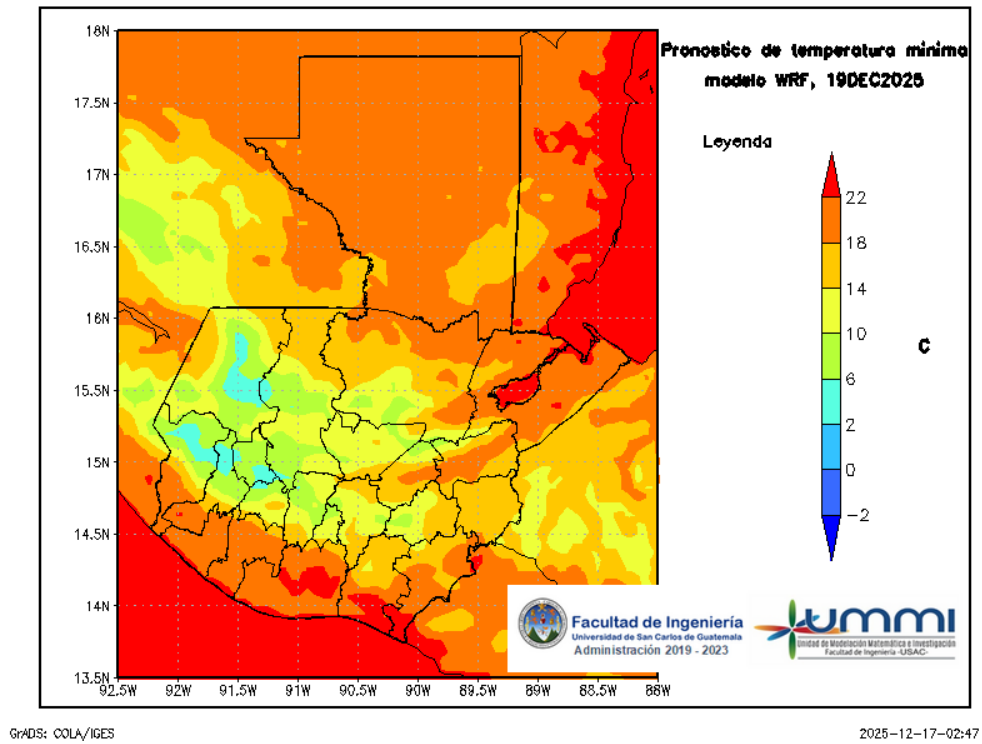 Pronostico de temperatura minima
modelo WRF, 19DEC2025
Leyenda
22
18
14
10
6
2
0
−2
C
18N
17.5N
17N
16.5N
16N
15.5N
15N
14.5N
14N
13.5N
92.5W
92W
91.5W
91W
90.5W
90W
89.5W
89W
88.5W
88W
Facultad de Ingeniería
Universidad de San Carlos de Guatemala
Administración 2019 - 2023
ummi
Unidad de Modelación Matemática e Investigación
Facultad de Ingeniería -USAC-
GrADS: COLA/IGES
2025-12-17-02:47